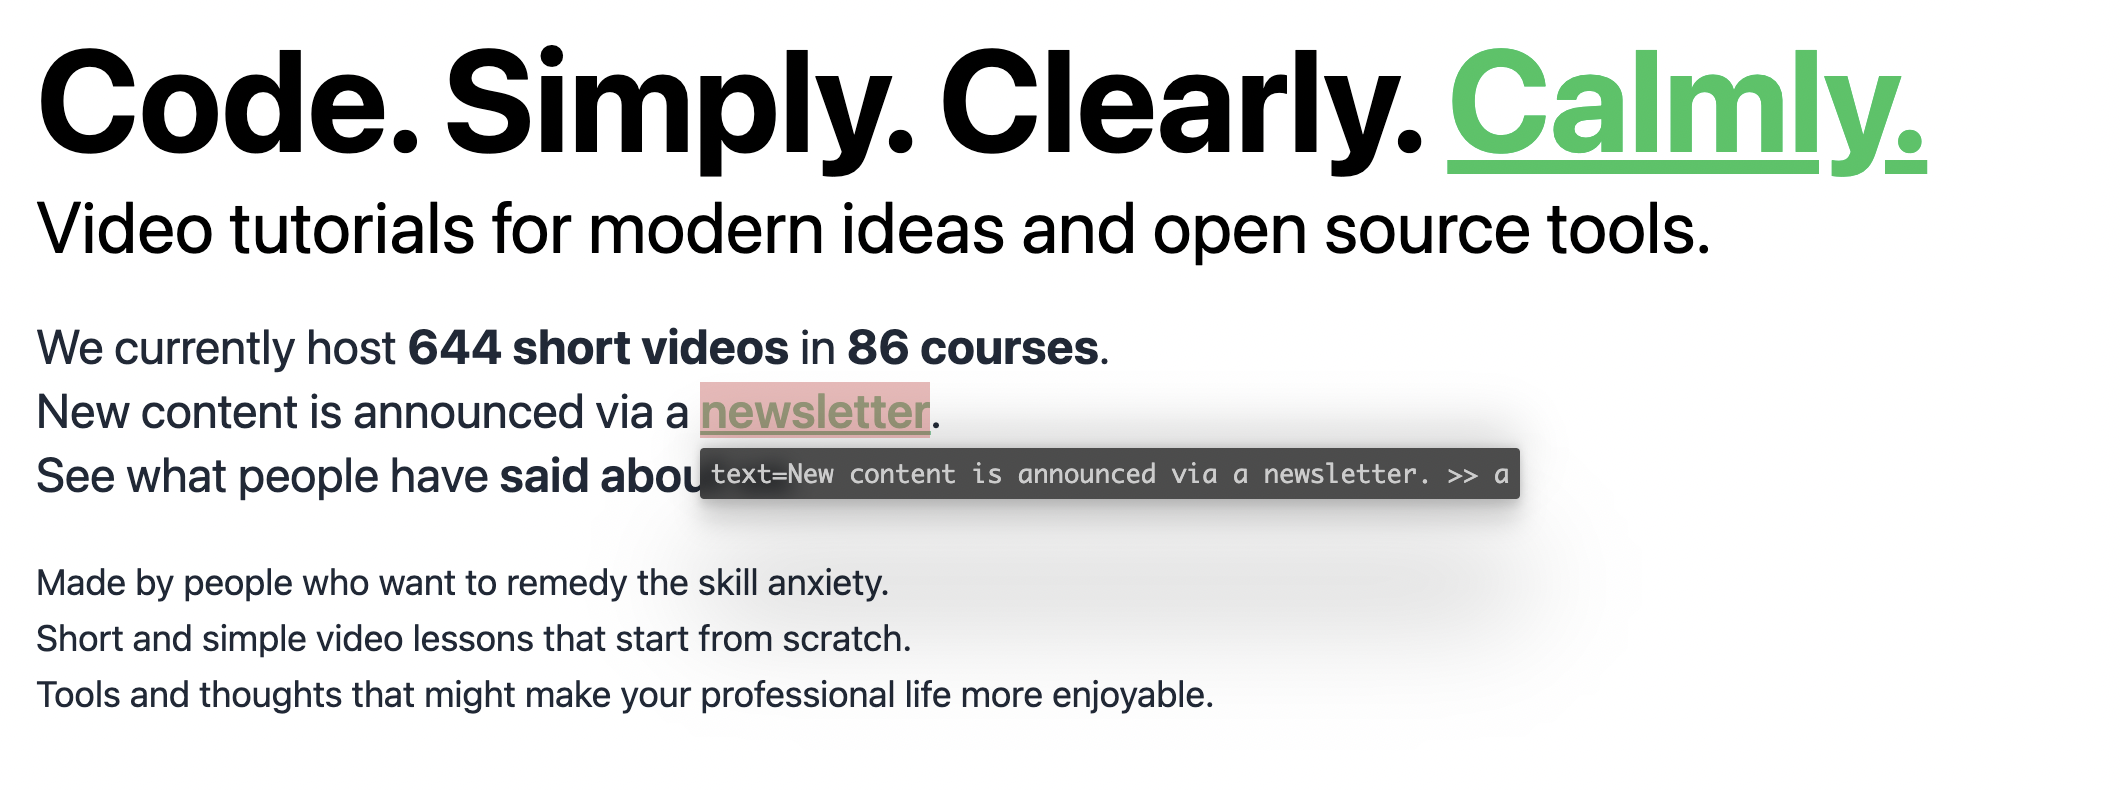 Code. Simply. Clearly. Calmly.
Video tutorials for modern ideas and open source tools.
We currently host 644 short videos in 86 courses.
New content is announced via a newsletter.
See what people have said abou
text=New content is announced via a newsletter. >> a
Made by people who want to remedy the skill anxiety.
Short and simple video lessons that start from scratch.
Tools and thoughts that might make your professional life more enjoyable.